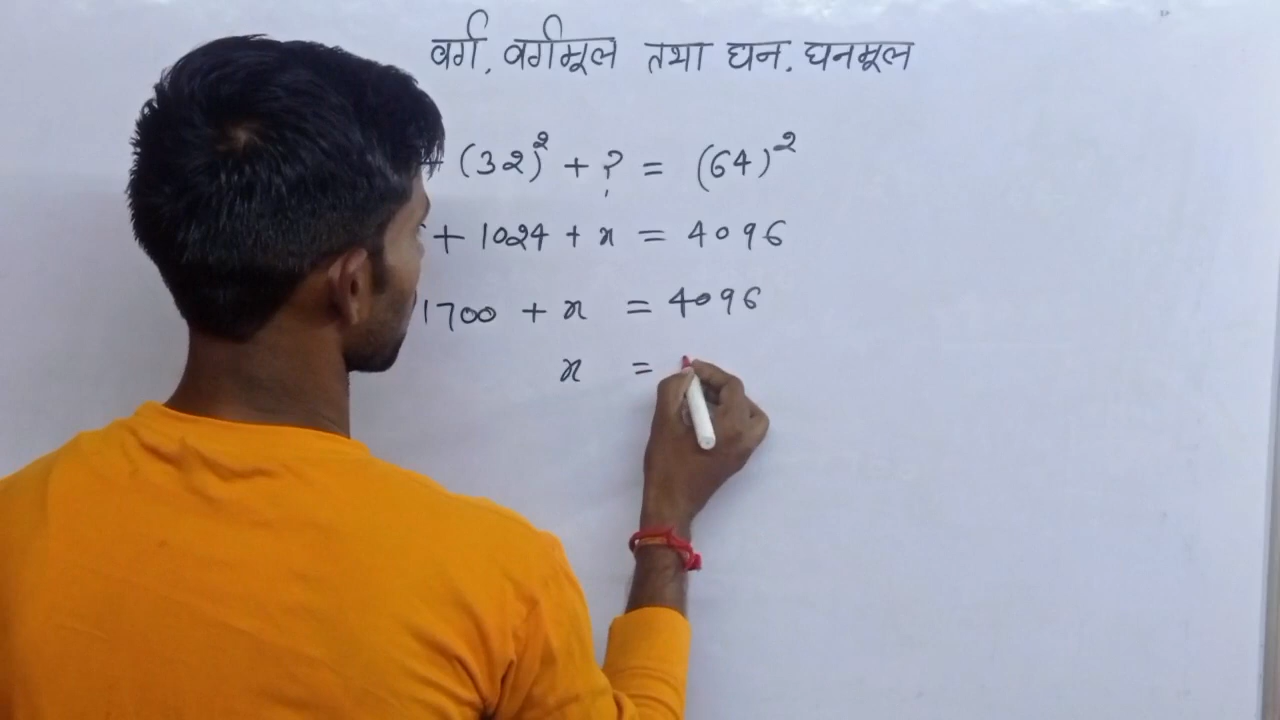 वर्ग, वर्गमूल तथा घन, घनमूल
+ (32)² + ? = (64)²
+ 1024 + x = 4096
1700 + x = 4096
x =